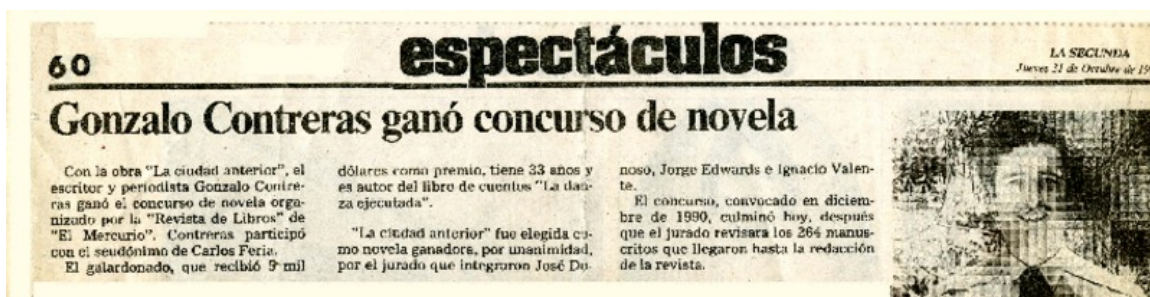 60
espectáculos
LA SEGUNDA
Jueves 31 de Octubre de 19
Gonzalo Contreras ganó concurso de novela
Con la obra "La ciudad anterior", el
escritor y periodista Gonzalo Contre-
ras ganó el concurso de novela orga-
nizado por la "Revista de Libros" de
"El Mercurio". Contreras participó
con el seudónimo de Carlos Feria.
El galardonado, que recibió 9 mil
dólares como premio, tiene 33 años y
es autor del libro de cuentos "La dan-
za ejecutada".
"La ciudad anterior" fue elegida co-
mo novela ganadora, por unanimidad,
por el jurado que integraron José Do-
noso, Jorge Edwards e Ignacio Valen-
te.
El concurso, convocado en diciem-
bre de 1990, culminó hoy, después
que el jurado revisara los 264 manus-
critos que llegaron hasta la redacción
de la revista.